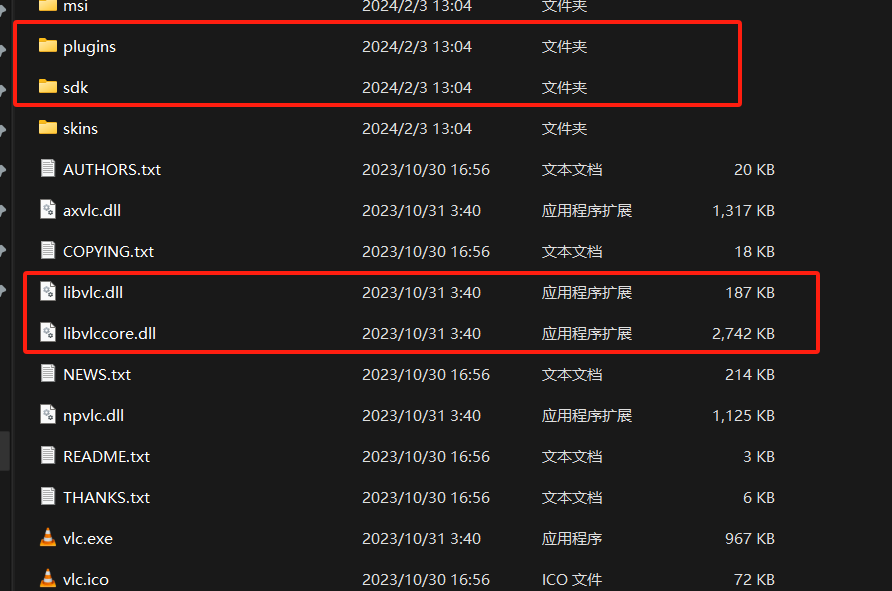 msi 2024/2/3 13:04 文件夹
plugins 2024/2/3 13:04 文件夹
sdk 2024/2/3 13:04 文件夹
skins 2024/2/3 13:04 文件夹
AUTHORS.txt 2023/10/30 16:56 文本文档 20 KB
axvlc.dll 2023/10/31 3:40 应用程序扩展 1,317 KB
COPYING.txt 2023/10/30 16:56 文本文档 18 KB
libvlc.dll 2023/10/31 3:40 应用程序扩展 187 KB
libvlccore.dll 2023/10/31 3:40 应用程序扩展 2,742 KB
NEWS.txt 2023/10/30 16:56 文本文档 214 KB
npvlc.dll 2023/10/31 3:40 应用程序扩展 1,125 KB
README.txt 2023/10/30 16:56 文本文档 3 KB
THANKS.txt 2023/10/30 16:56 文本文档 6 KB
vlc.exe 2023/10/31 3:40 应用程序 967 KB
vlc.ico 2023/10/30 16:56 ICO 文件 72 KB